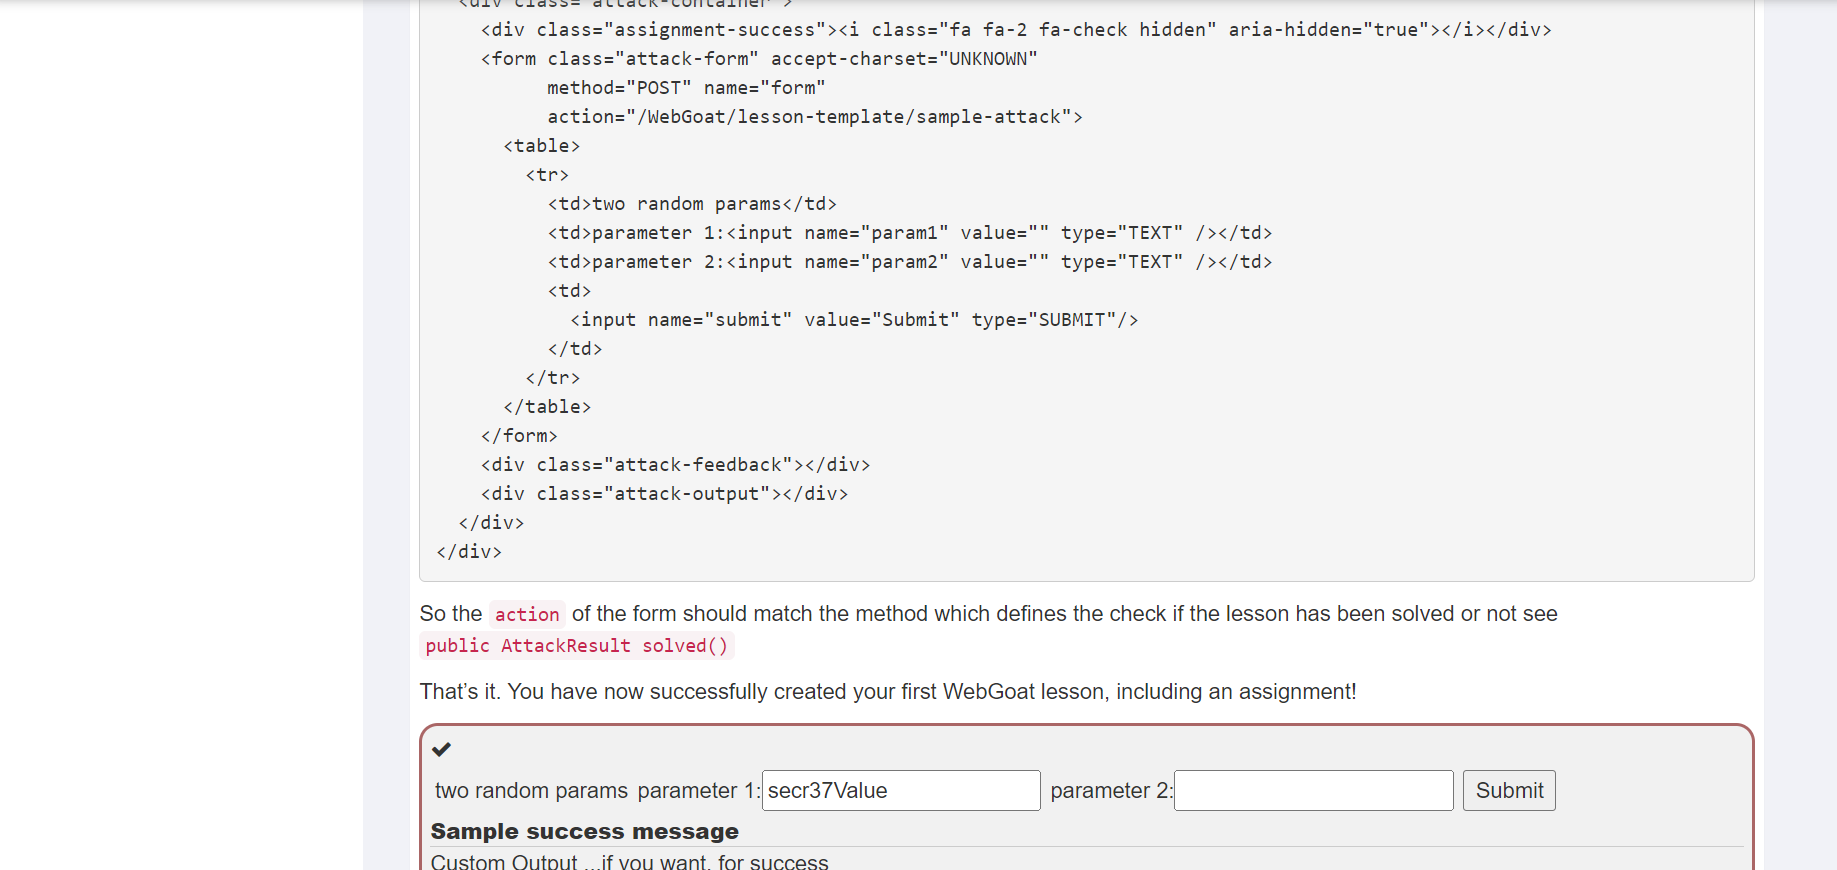 <div class="attack-container">
<div class="assignment-success"><i class="fa fa-2 fa-check hidden" aria-hidden="true"></i></div>
<form class="attack-form" accept-charset="UNKNOWN"
method="POST" name="form"
action="/WebGoat/lesson-template/sample-attack">
<table>
<tr>
<td>two random params</td>
<td>parameter 1:<input name="param1" value="" type="TEXT" /></td>
<td>parameter 2:<input name="param2" value="" type="TEXT" /></td>
<td>
<input name="submit" value="Submit" type="SUBMIT"/>
</td>
</tr>
</table>
</form>
<div class="attack-feedback"></div>
<div class="attack-output"></div>
</div>
</div>
So the action of the form should match the method which defines the check if the lesson has been solved or not see
public AttackResult solved()
That’s it. You have now successfully created your first WebGoat lesson, including an assignment!
two random params parameter 1: secr37Value parameter 2: Submit
Sample success message
Custom Output ...if you want, for success